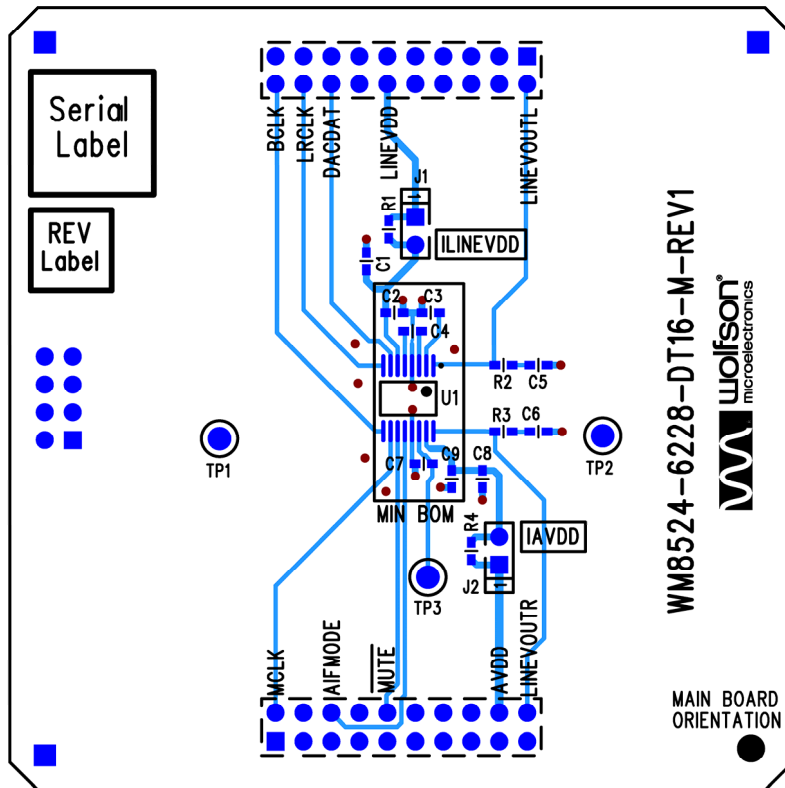 Serial
Label
REV
Label
BCLK
LRCLK
DACDAT
LINEVDD
LINEVOUTL
J1
1
R1
ILINEVDD
C1
C2
C3
C4
U1
R2
C5
R3
C6
C7
C9
C8
MIN BOM
TP1
TP2
TP3
R4
IAVDD
J2
1
MCLK
AIFMODE
MUTE
AVDD
LINEVOUTR
WM8524-6228-DT16-M-REV1
wolfson®
microelectronics
MAIN BOARD
ORIENTATION